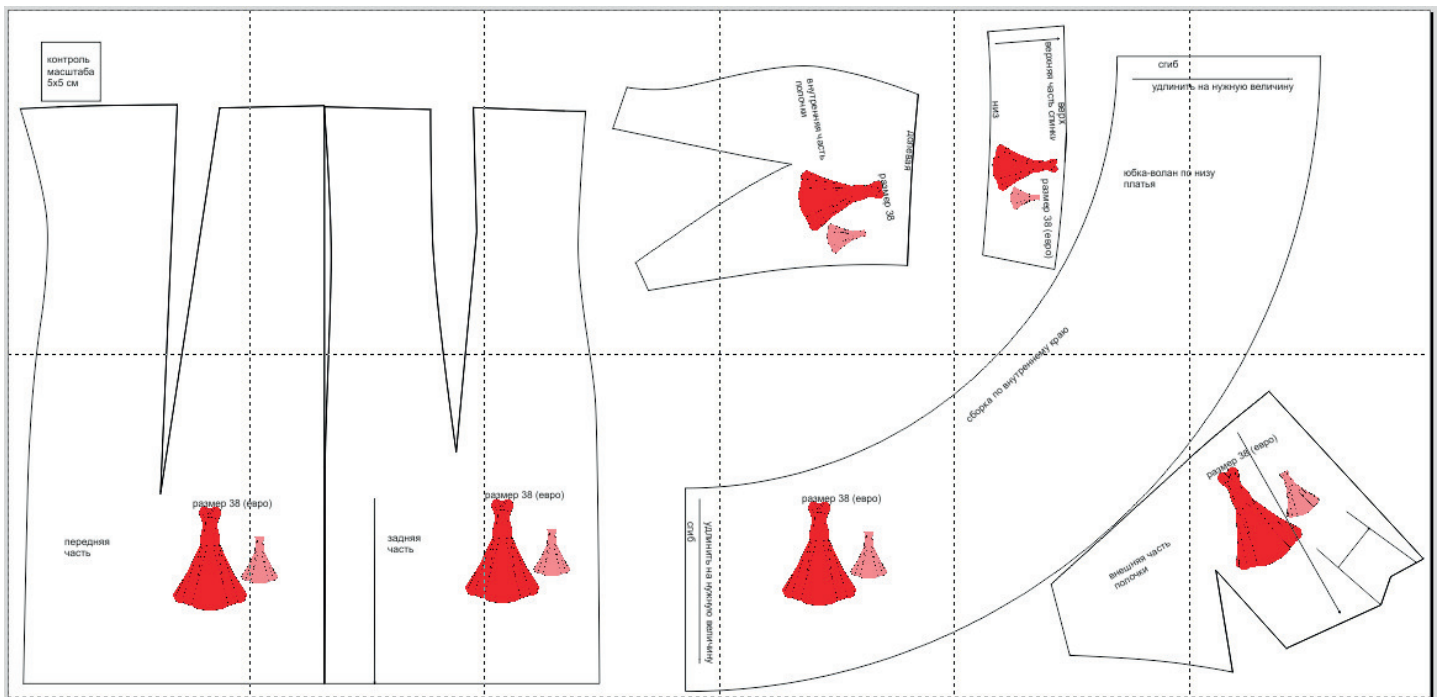 контроль
масштаба
5x5 см
передняя
часть
размер 38 (евро)
задняя
часть
размер 38 (евро)
внутренняя часть
полочки
долевая
размер 38
верхняя часть спинки
верх
низ
размер 38 (евро)
сгиб
удлинить на нужную величину
юбка-волан по низу
платья
сборка по внутреннему краю
сгиб
удлинить на нужную величину
размер 38 (евро)
размер 38 (евро)
внешняя часть
полочки